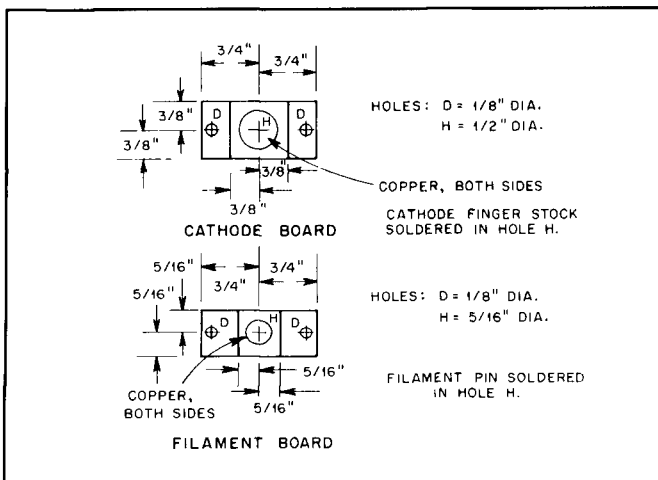 3/4" 3/4"
HOLES: D = 1/8" DIA.
H = 1/2" DIA.
3/8"
D H D
3/8"
3/8"
COPPER, BOTH SIDES
3/8"
CATHODE FINGER STOCK
SOLDERED IN HOLE H.
CATHODE BOARD
5/16" 3/4"
3/4"
5/16"
HOLES: D = 1/8" DIA.
H = 5/16" DIA.
D H D
5/16"
COPPER,
BOTH SIDES
5/16"
FILAMENT PIN SOLDERED
IN HOLE H.
FILAMENT BOARD